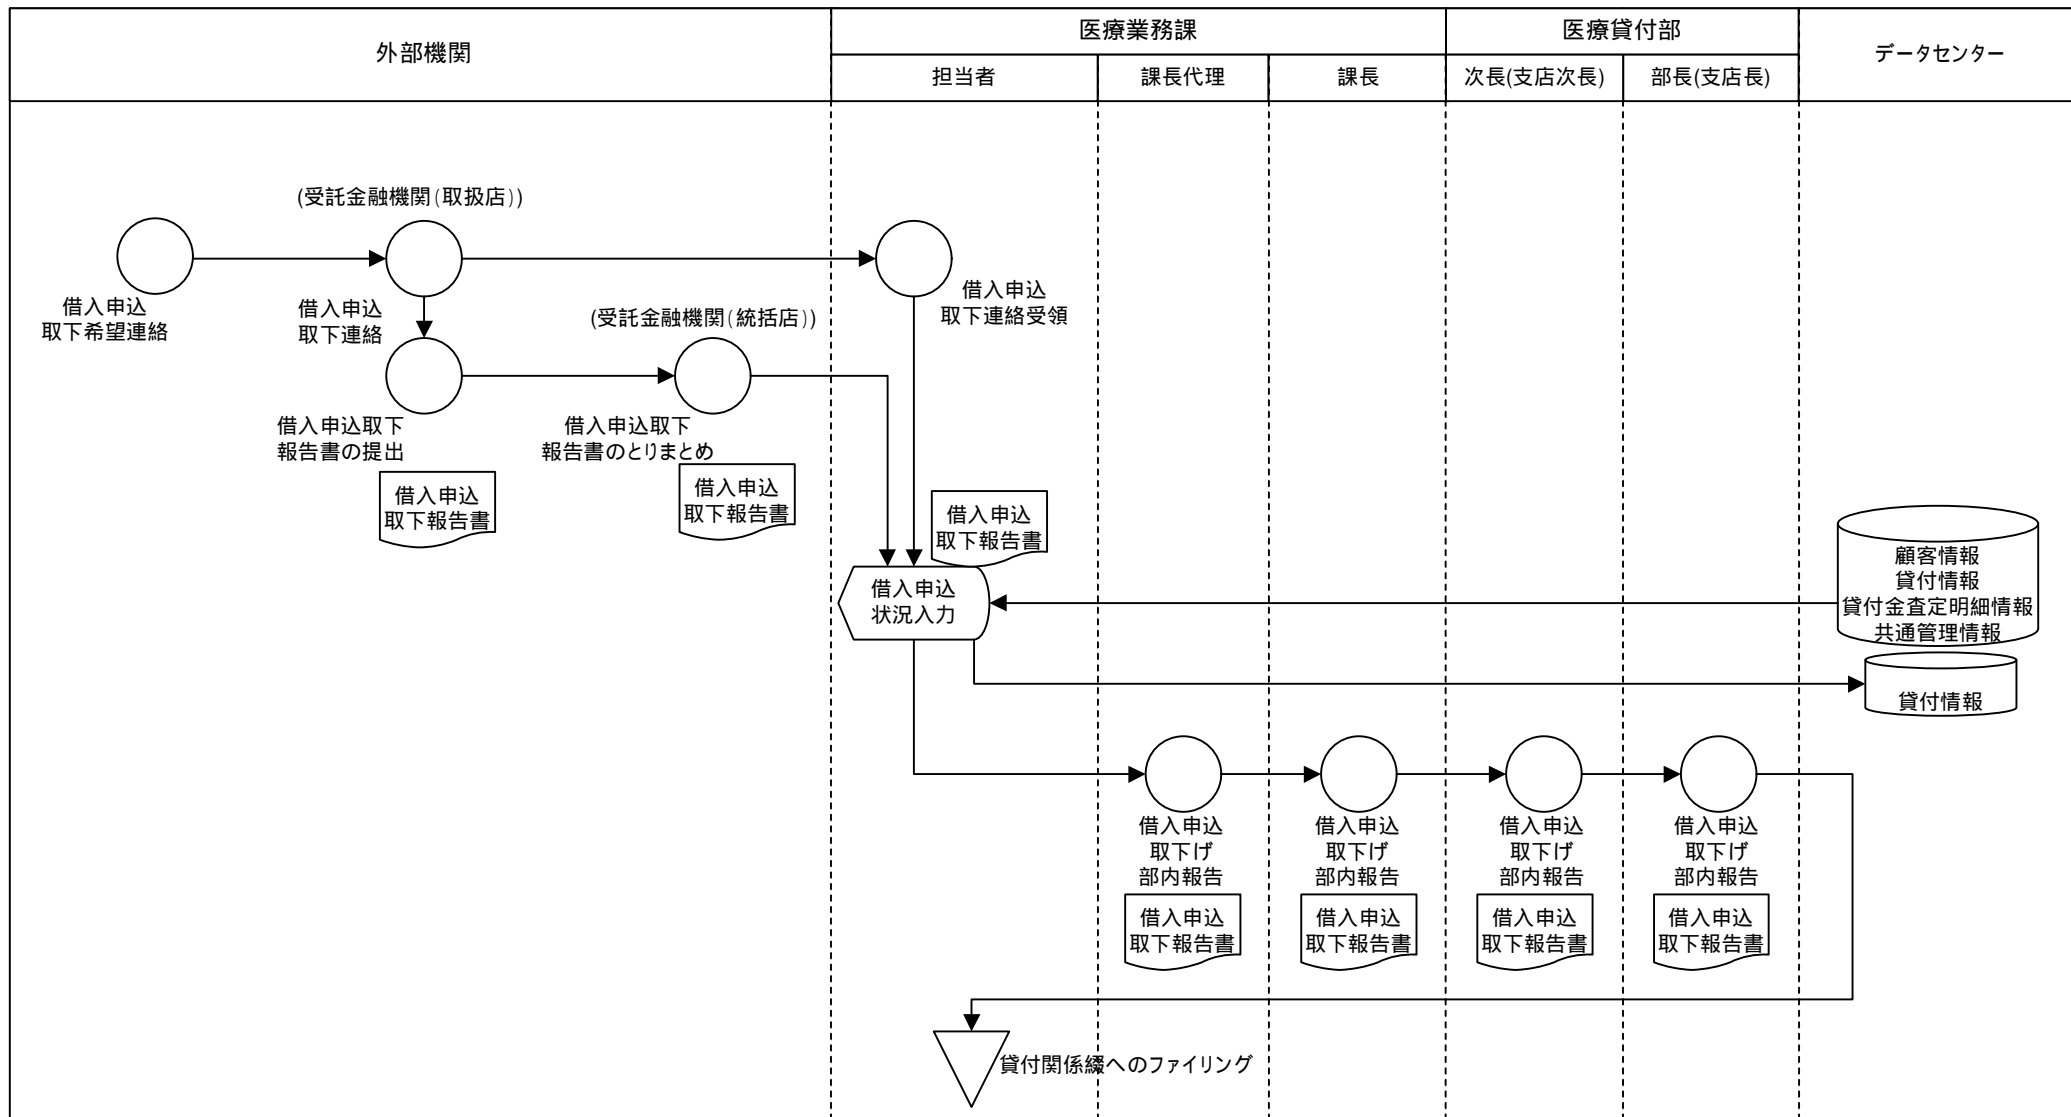 外部機関
医療業務課
医療貸付部
データセンター
担当者
課長代理
課長
次長(支店次長)
部長(支店長)
(受託金融機関(取扱店))
借入申込
取下希望連絡
借入申込
取下連絡
(受託金融機関(統括店))
借入申込
取下連絡受領
借入申込取下
報告書の提出
借入申込取下
報告書のとりまとめ
借入申込
取下報告書
借入申込
取下報告書
借入申込
取下報告書
借入申込
状況入力
顧客情報
貸付情報
貸付金査定明細情報
共通管理情報
貸付情報
借入申込
取下げ
部内報告
借入申込
取下げ
部内報告
借入申込
取下げ
部内報告
借入申込
取下げ
部内報告
借入申込
取下報告書
借入申込
取下報告書
借入申込
取下報告書
借入申込
取下報告書
貸付関係綴へのファイリング